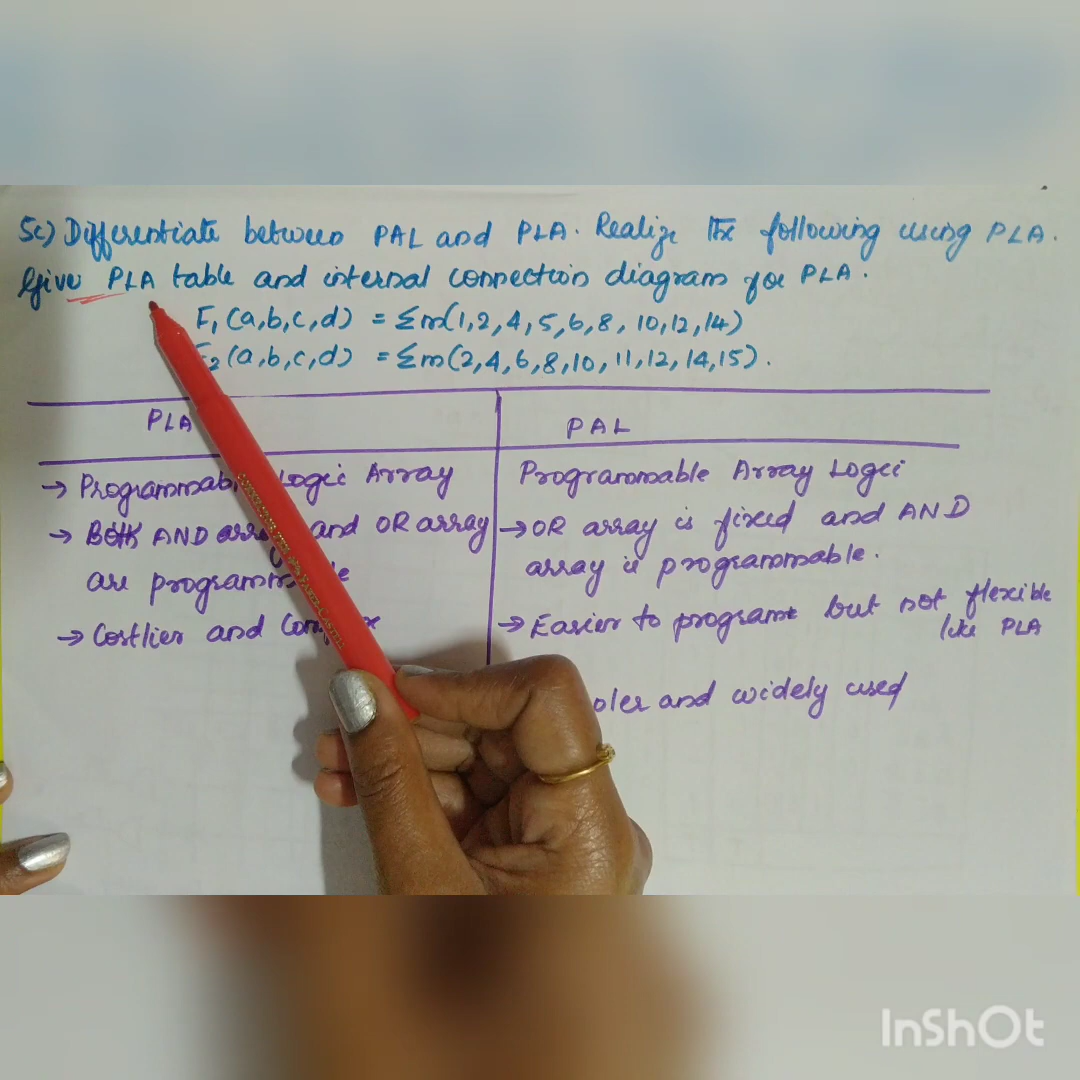 5c) Differentiate between PAL and PLA. Realize the following using PLA.
Give PLA table and internal connection diagram for PLA.
F₁ (a,b,c,d) = Σm(1,2,4,5,6,8,10,12,14)
₂ (a,b,c,d) = Σm(2,4,6,8,10,11,12,14,15).
PLA
PAL
→ Programmab Logic Array
→ Both AND arr and OR array
are programm e
→ Costlier and Com x
Programmable Array Logic
→ OR array is fixed and AND
array is programmable.
→ Easier to program but not flexible
like PLA
pler and widely used
InShOt